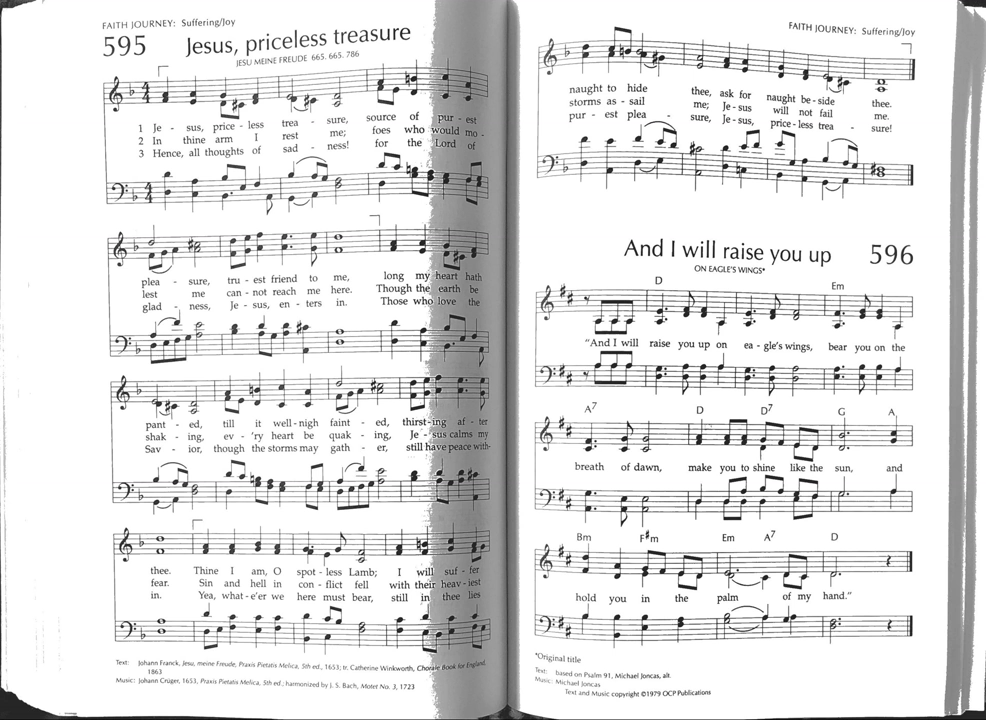 FAITH JOURNEY: Suffering/Joy
595 Jesus, priceless treasure
JESU MEINE FREUDE 665. 665. 786
1 Je - sus, price - less trea - sure, source of pur - est
2 In thine arm I rest me; foes who would mo -
3 Hence, all thoughts of sad - ness! for the Lord of
plea - sure, tru - est friend to me, long my heart hath
lest me can - not reach me here. Though the earth be
glad - ness, Je - sus, en - ters in. Those who love the
pant - ed, till it well - nigh faint - ed, thirst - ing af - ter
shak - ing, ev - 'ry heart be quak - ing, Je - sus calms my
Sav - ior, though the storms may gath - er, still have peace with-
thee. Thine I am, O spot - less Lamb; I will suf - fer
fear. Sin and hell in con - flict fell with their heav - iest
in. Yea, what - e'er we here must bear, still in thee lies
Text: Johann Franck, Jesu, meine Freude, Praxis Pietatis Melica, 5th ed., 1653; tr. Catherine Winkworth, Chorale Book for England,
1863
Music: Johann Crüger, 1653, Praxis Pietatis Melica, 5th ed.; harmonized by J. S. Bach, Motet No. 3, 1723
FAITH JOURNEY: Suffering/Joy
naught to hide thee, ask for naught be - side thee.
storms as - sail me; Je - sus will not fail me.
pur - est plea - sure, Je - sus, price - less trea - sure!
And I will raise you up 596
ON EAGLE'S WINGS*
D Em
"And I will raise you up on ea - gle's wings, bear you on the
A7 D D7 G A
breath of dawn, make you to shine like the sun, and
Bm F#m Em A7 D
hold you in the palm of my hand."
*Original title
Text: based on Psalm 91, Michael Joncas, alt.
Music: Michael Joncas
Text and Music copyright ©1979 OCP Publications